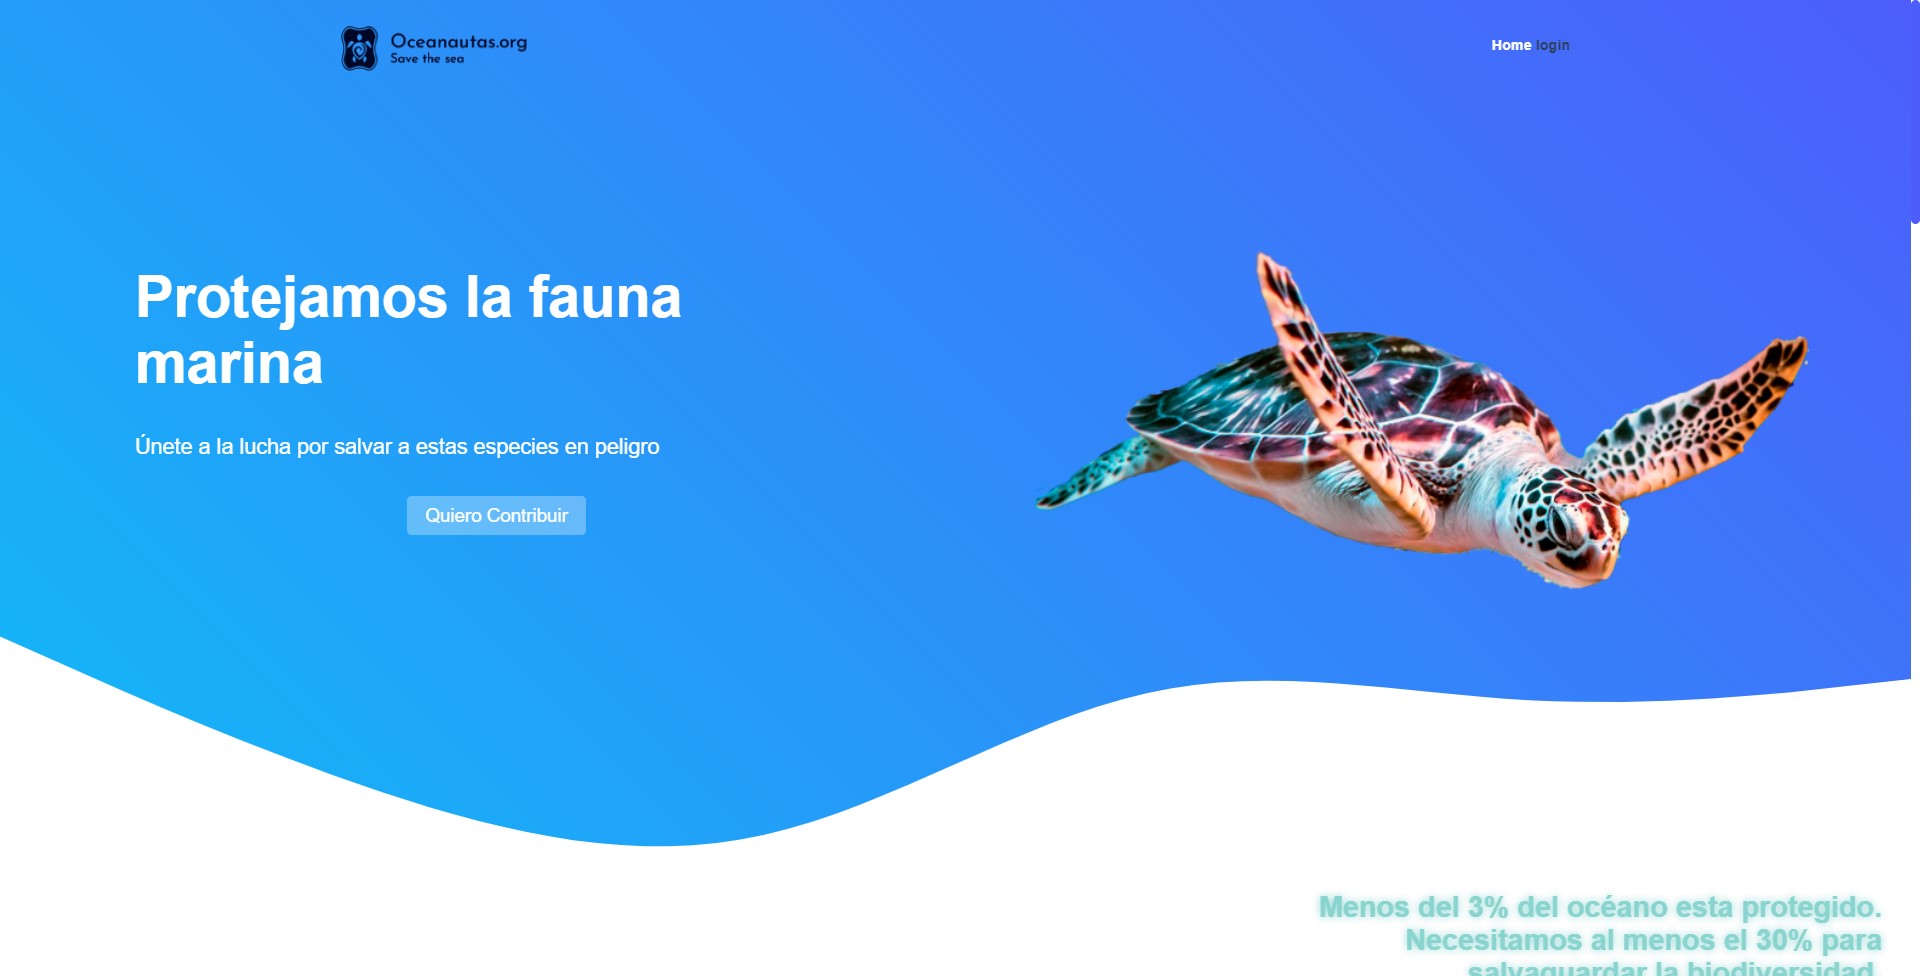 Oceanautas.org
Save the sea
Home login
Protejamos la fauna
marina
Únete a la lucha por salvar a estas especies en peligro
Quiero Contribuir
Menos del 3% del océano esta protegido.
Necesitamos al menos el 30% para
salvaguardar la biodiversidad.